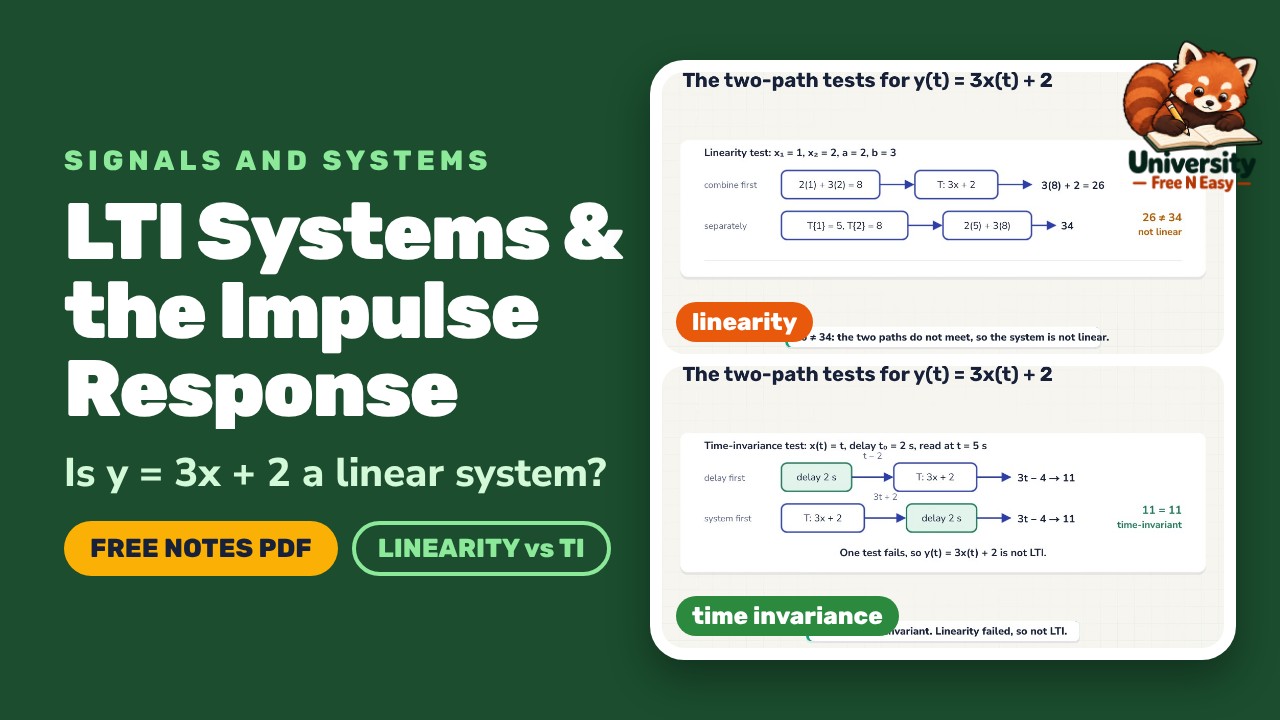 SIGNALS AND SYSTEMS
LTI Systems &
the Impulse
Response
Is y = 3x + 2 a linear system?
FREE NOTES PDF
LINEARITY vs TI
The two-path tests for y(t) = 3x(t) + 2
Linearity test: x₁ = 1, x₂ = 2, a = 2, b = 3
combine first
2(1) + 3(2) = 8
T: 3x + 2
3(8) + 2 = 26
separately
T{1} = 5, T{2} = 8
2(5) + 3(8)
34
26 ≠ 34
not linear
linearity
≠ 34: the two paths do not meet, so the system is not linear.
The two-path tests for y(t) = 3x(t) + 2
Time-invariance test: x(t) = t, delay t₀ = 2 s, read at t = 5 s
delay first
delay 2 s
t − 2
T: 3x + 2
3t − 4 → 11
system first
T: 3x + 2
3t + 2
delay 2 s
3t − 4 → 11
11 = 11
time-invariant
One test fails, so y(t) = 3x(t) + 2 is not LTI.
time invariance
Linearity failed, so not LTI.
University
Free N Easy